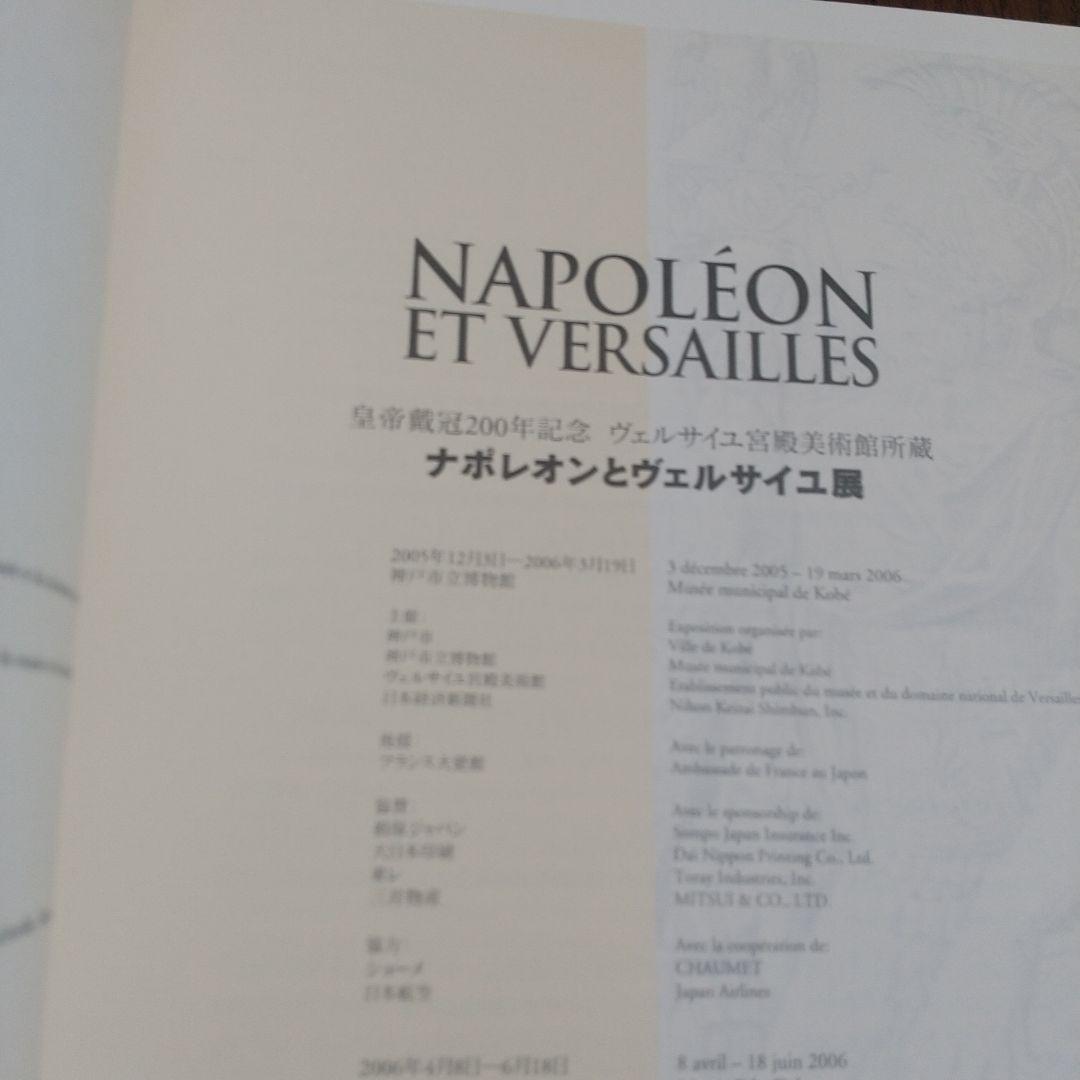 NAPOLÉON
ET VERSAILLES
皇帝戴冠200年記念 ヴェルサイユ宮殿美術館所蔵
ナポレオンとヴェルサイユ展
2005年12月3日—2006年3月19日
神戸市立博物館
主催:
神戸市
神戸市立博物館
ヴェルサイユ宮殿美術館
日本経済新聞社
後援:
フランス大使館
協賛:
損保ジャパン
大日本印刷
東レ
三井物産
協力:
ショーメ
日本航空
2006年4月8日—6月18日
3 décembre 2005 – 19 mars 2006
Musée municipal de Kobé
Exposition organisée par:
Ville de Kobé
Musée municipal de Kobé
Etablissement public du musée et du domaine national de Versailles
Nihon Keizai Shimbun, Inc.
Avec le patronage de:
Ambassade de France au Japon
Avec le sponsorship de:
Sompo Japan Insurance Inc.
Dai Nippon Printing Co., Ltd.
Toray Industries, Inc.
MITSUI & CO., LTD.
Avec la coopération de:
CHAUMET
Japan Airlines
8 avril – 18 juin 2006